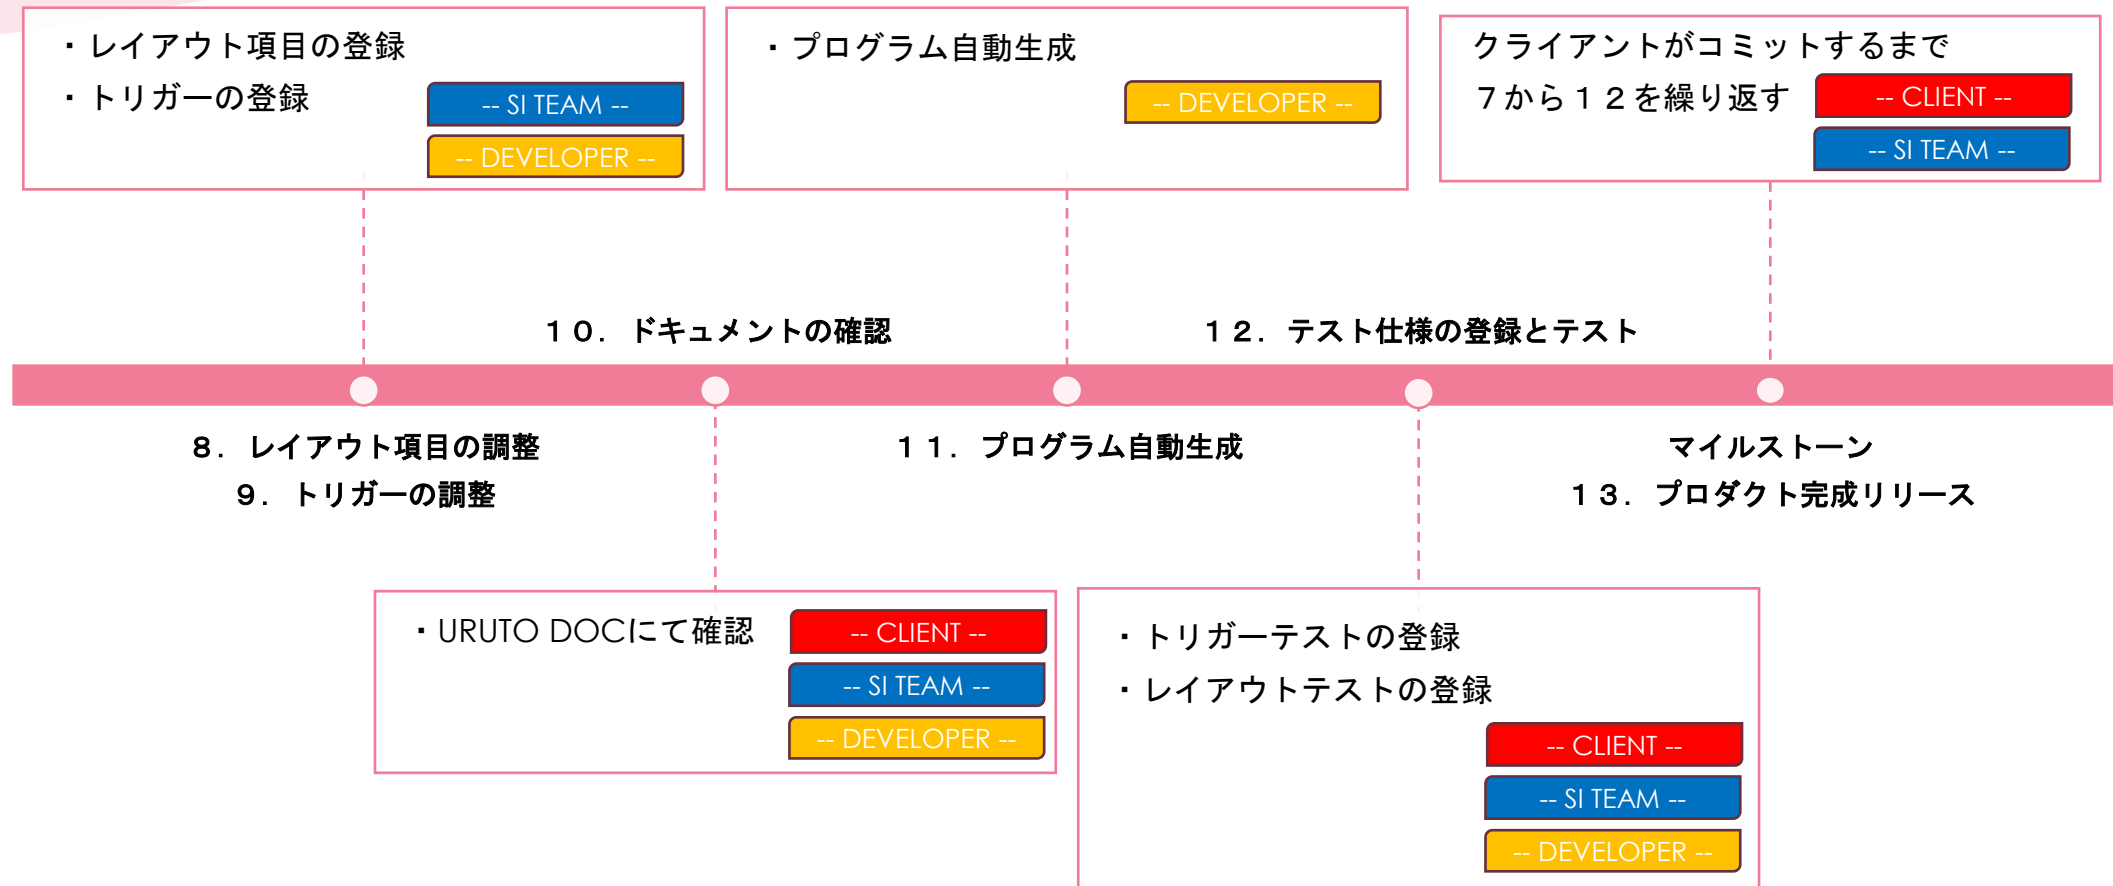 ・レイアウト項目の登録
・トリガーの登録
-- SI TEAM --
-- DEVELOPER --
・プログラム自動生成
-- DEVELOPER --
クライアントがコミットするまで
７から１２を繰り返す
-- CLIENT --
-- SI TEAM --
１０．ドキュメントの確認
１２．テスト仕様の登録とテスト
８．レイアウト項目の調整
９．トリガーの調整
１１．プログラム自動生成
マイルストーン
１３．プロダクト完成リリース
・URUTO DOCにて確認
-- CLIENT --
-- SI TEAM --
-- DEVELOPER --
・トリガーテストの登録
・レイアウトテストの登録
-- CLIENT --
-- SI TEAM --
-- DEVELOPER --